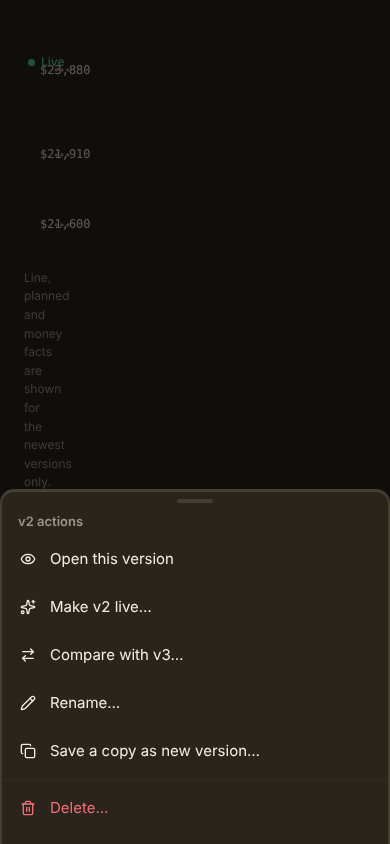 Live
$23,880
$21,910
$21,600
Line,
planned
and
money
facts
are
shown
for
the
newest
versions
only.
v2 actions
Open this version
Make v2 live...
Compare with v3...
Rename...
Save a copy as new version...
Delete...